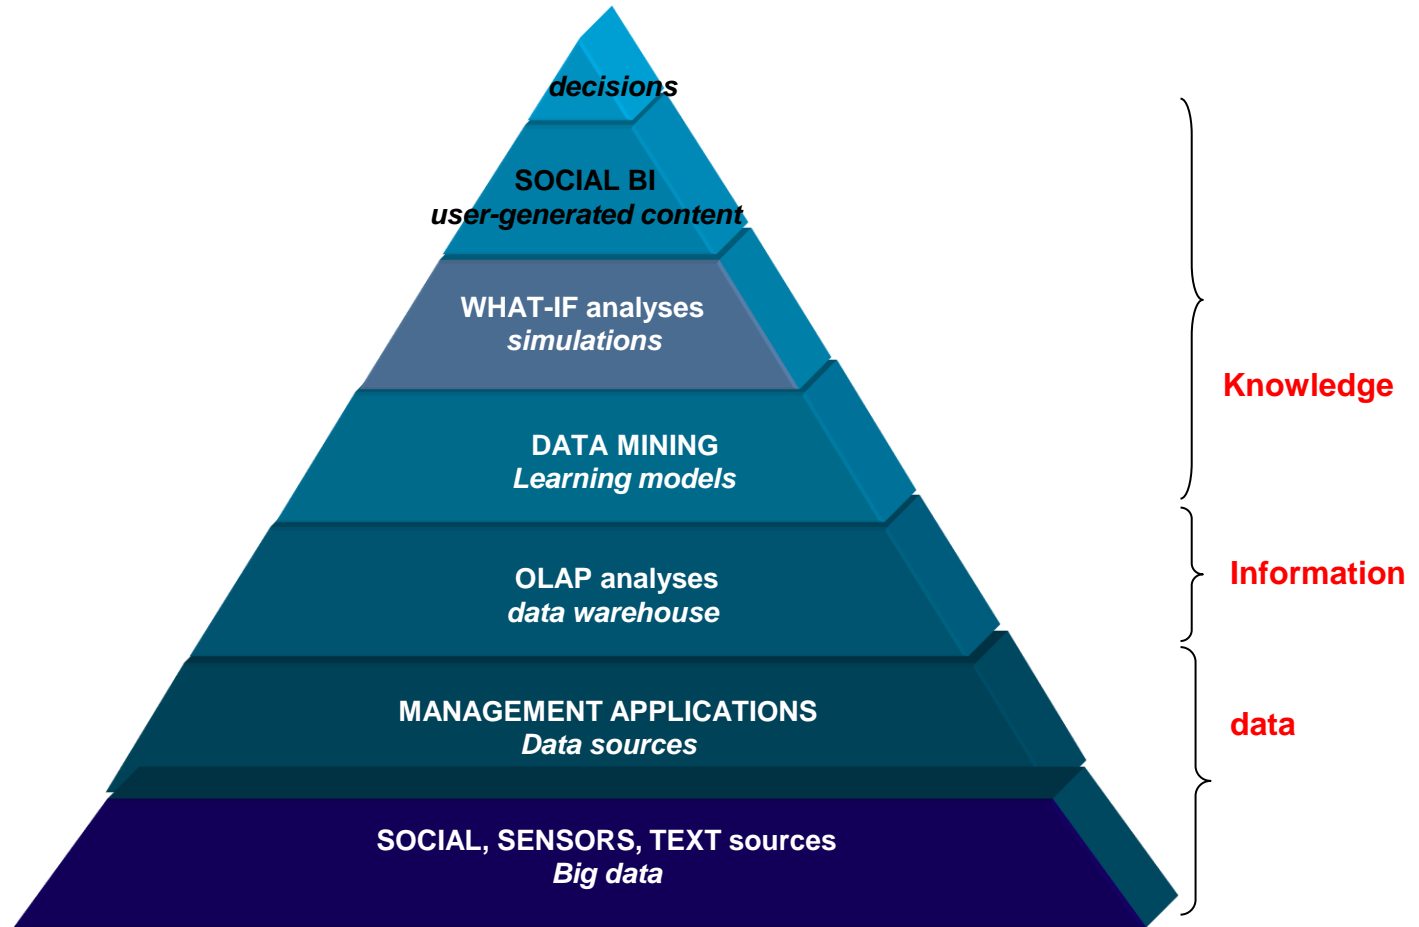 decisions
SOCIAL BI
user-generated content
WHAT-IF analyses
simulations
Knowledge
DATA MINING
Learning models
OLAP analyses
data warehouse
Information
MANAGEMENT APPLICATIONS
Data sources
data
SOCIAL, SENSORS, TEXT sources
Big data